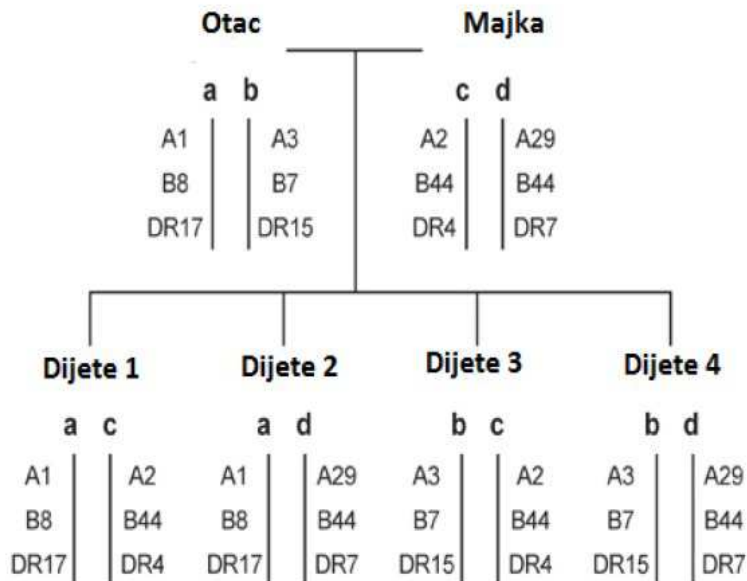 Otac Majka
a b c d
A1 A3 A2 A29
B8 B7 B44 B44
DR17 DR15 DR4 DR7
Dijete 1 Dijete 2 Dijete 3 Dijete 4
a c a d b c b d
A1 A2 A1 A29 A3 A2 A3 A29
B8 B44 B8 B44 B7 B44 B7 B44
DR17 DR4 DR17 DR7 DR15 DR4 DR15 DR7